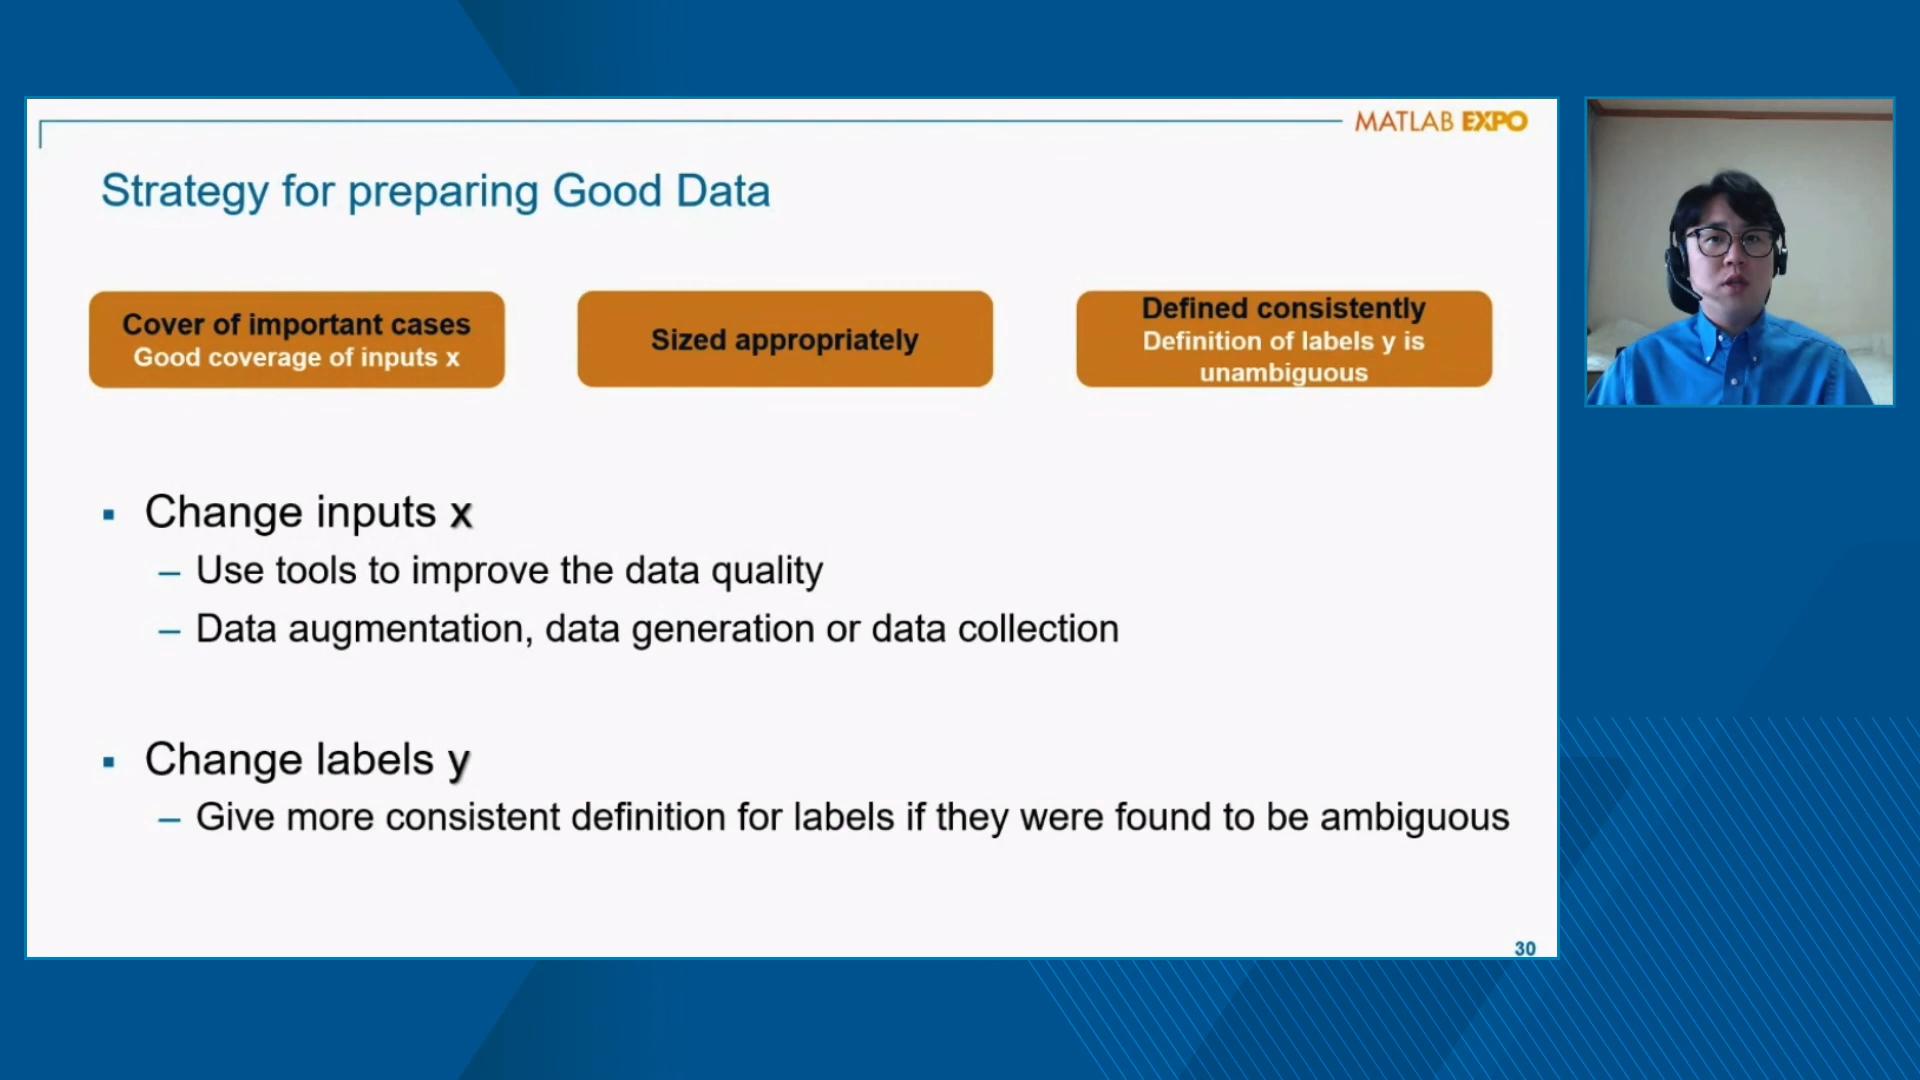 MATLAB EXPO
Strategy for preparing Good Data
Cover of important cases
Good coverage of inputs x
Sized appropriately
Defined consistently
Definition of labels y is
unambiguous
▪ Change inputs x
– Use tools to improve the data quality
– Data augmentation, data generation or data collection
▪ Change labels y
– Give more consistent definition for labels if they were found to be ambiguous
30